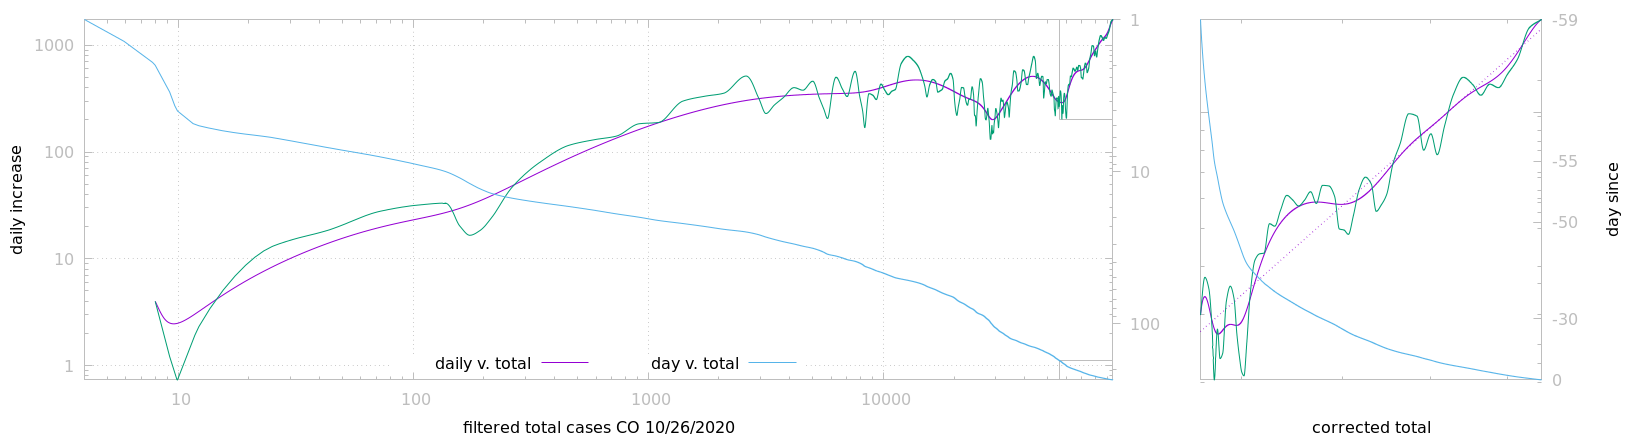 1000
100
10
1
daily increase
10
100
1000
10000
filtered total cases CO 10/26/2020
daily v. total
day v. total
1
10
100
-59
-55
-50
-30
0
day since
corrected total